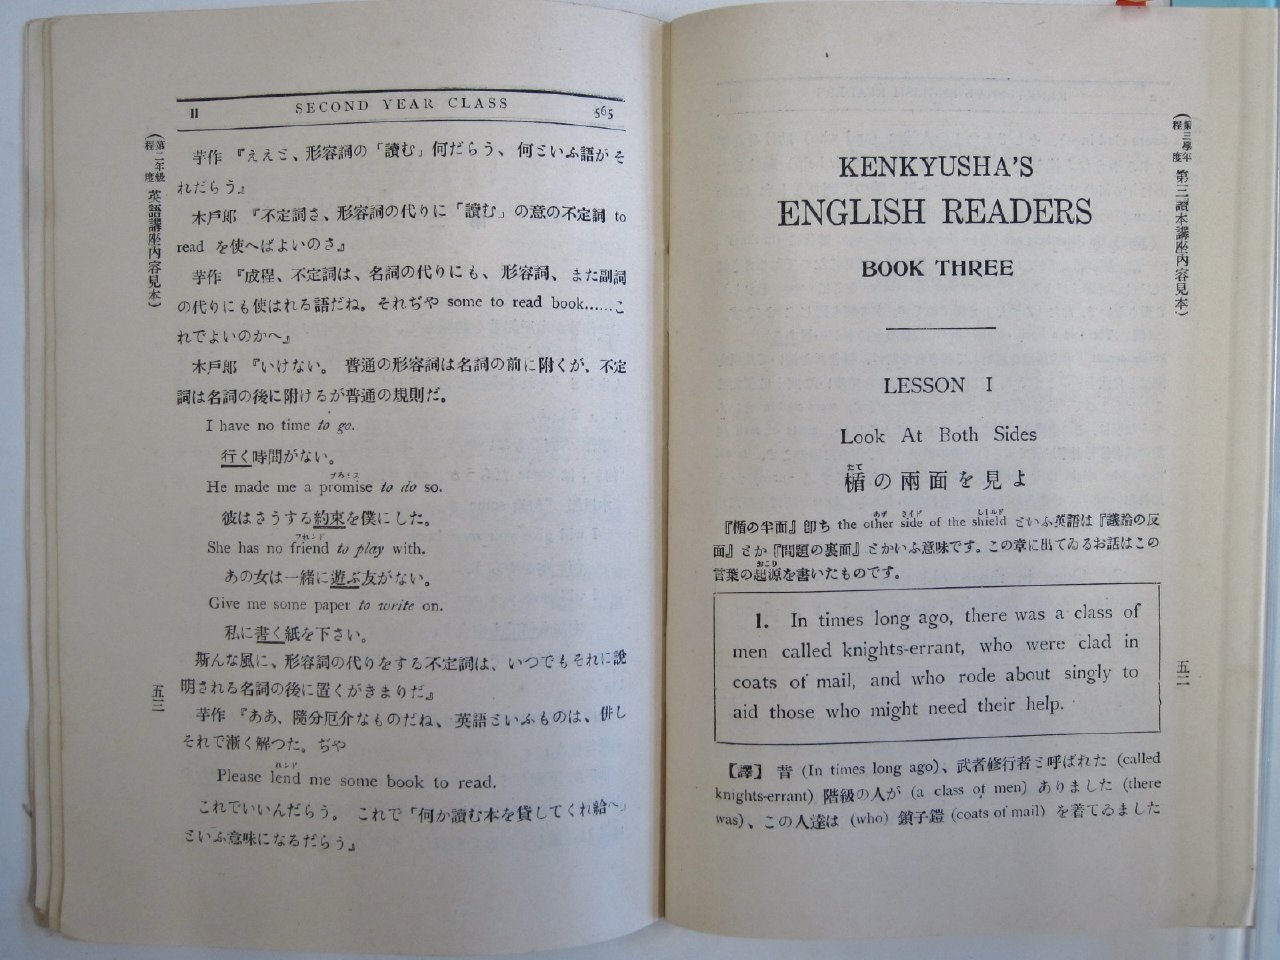 II SECOND YEAR CLASS 565
(第二年級程度) 英語講座内容見本)
芋作『ええと、形容詞の「讀む」何だらう、何といふ語がそ
れだらう』
木戸郎『不定詞さ、形容詞の代りに「讀む」の意の不定詞 to
read を使へばよいのさ』
芋作『成程、不定詞は、名詞の代りにも、形容詞、また副詞
の代りにも使はれる語だね。それぢや some to read book......こ
れでよいのかへ』
木戸郎『いけない。普通の形容詞は名詞の前に附くが、不定
詞は名詞の後に附けるが普通の規則だ。
I have no time to go.
行く時間がない。
プろミス
He made me a promise to do so.
彼はさうする約束を僕にした。
フれンド
She has no friend to play with.
あの女は一緒に遊ぶ友がない。
Give me some paper to write on.
私に書く紙を下さい。
斯んな風に、形容詞の代りをする不定詞は、いつでもそれに說
明される名詞の後に置くがきまりだ』
芋作『ああ、隨分厄介なものだね、英語といふものは、併し
それで漸く解つた。ぢや
れンド
Please lend me some book to read.
これでいいんだらう。これで「何か讀む本を貸してくれ給へ」
といふ意味になるだらう』
五三
(第三學年程度 第三讀本講座内容見本)
KENKYUSHA'S
ENGLISH READERS
BOOK THREE
LESSON I
Look At Both Sides
たて
楯の兩面を見よ
あず サイド しールド
『楯の半面』卽ち the other side of the shield といふ英語は『議論の反
面』とか『問題の裏面』とかいふ意味です。この章に出てゐるお話はこの
おこり
言葉の起源を書いたものです。
1. In times long ago, there was a class of
men called knights-errant, who were clad in
coats of mail, and who rode about singly to
aid those who might need their help.
【譯】 昔 (In times long ago)、武者修行者と呼ばれた (called
knights-errant) 階級の人が (a class of men) ありました (there
was)、この人達は (who) 鎖子鎧 (coats of mail) を着てゐました
五二